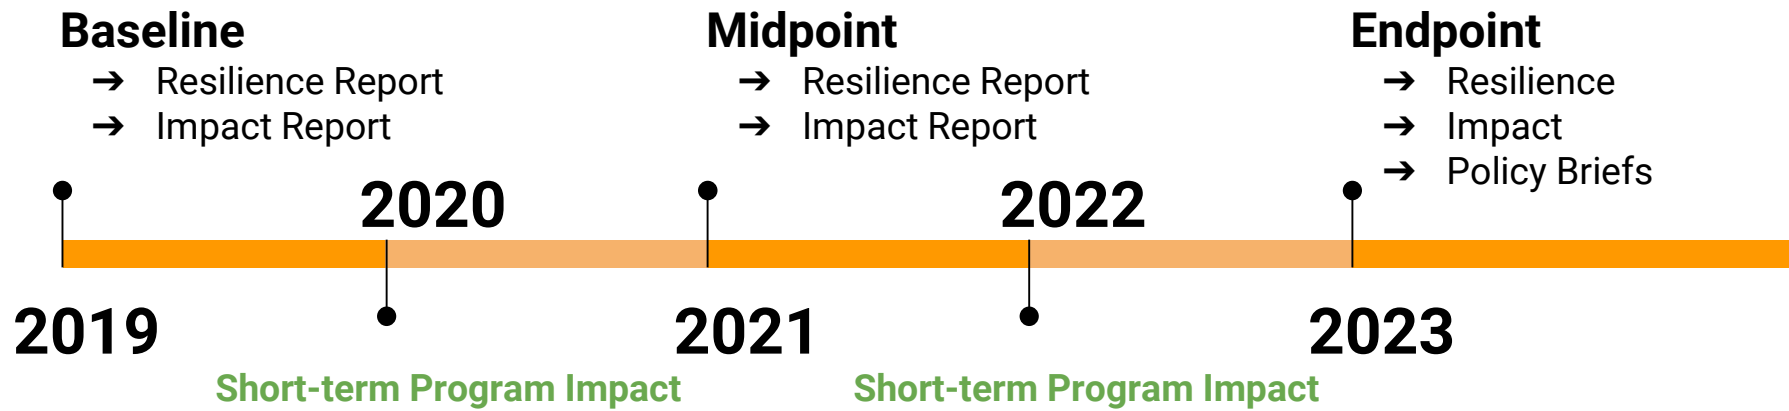 Baseline
➔ Resilience Report
➔ Impact Report
Midpoint
➔ Resilience Report
➔ Impact Report
Endpoint
➔ Resilience
➔ Impact
➔ Policy Briefs
2020
2022
2019
2021
2023
Short-term Program Impact
Short-term Program Impact